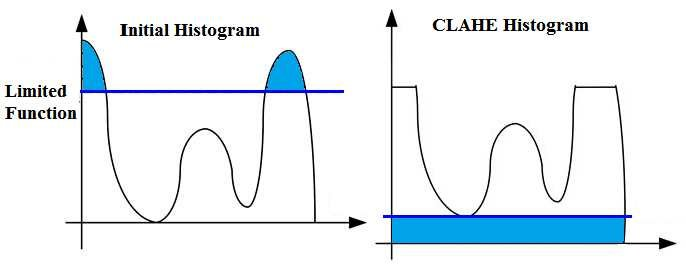 Initial Histogram
CLAHE Histogram
Limited
Function